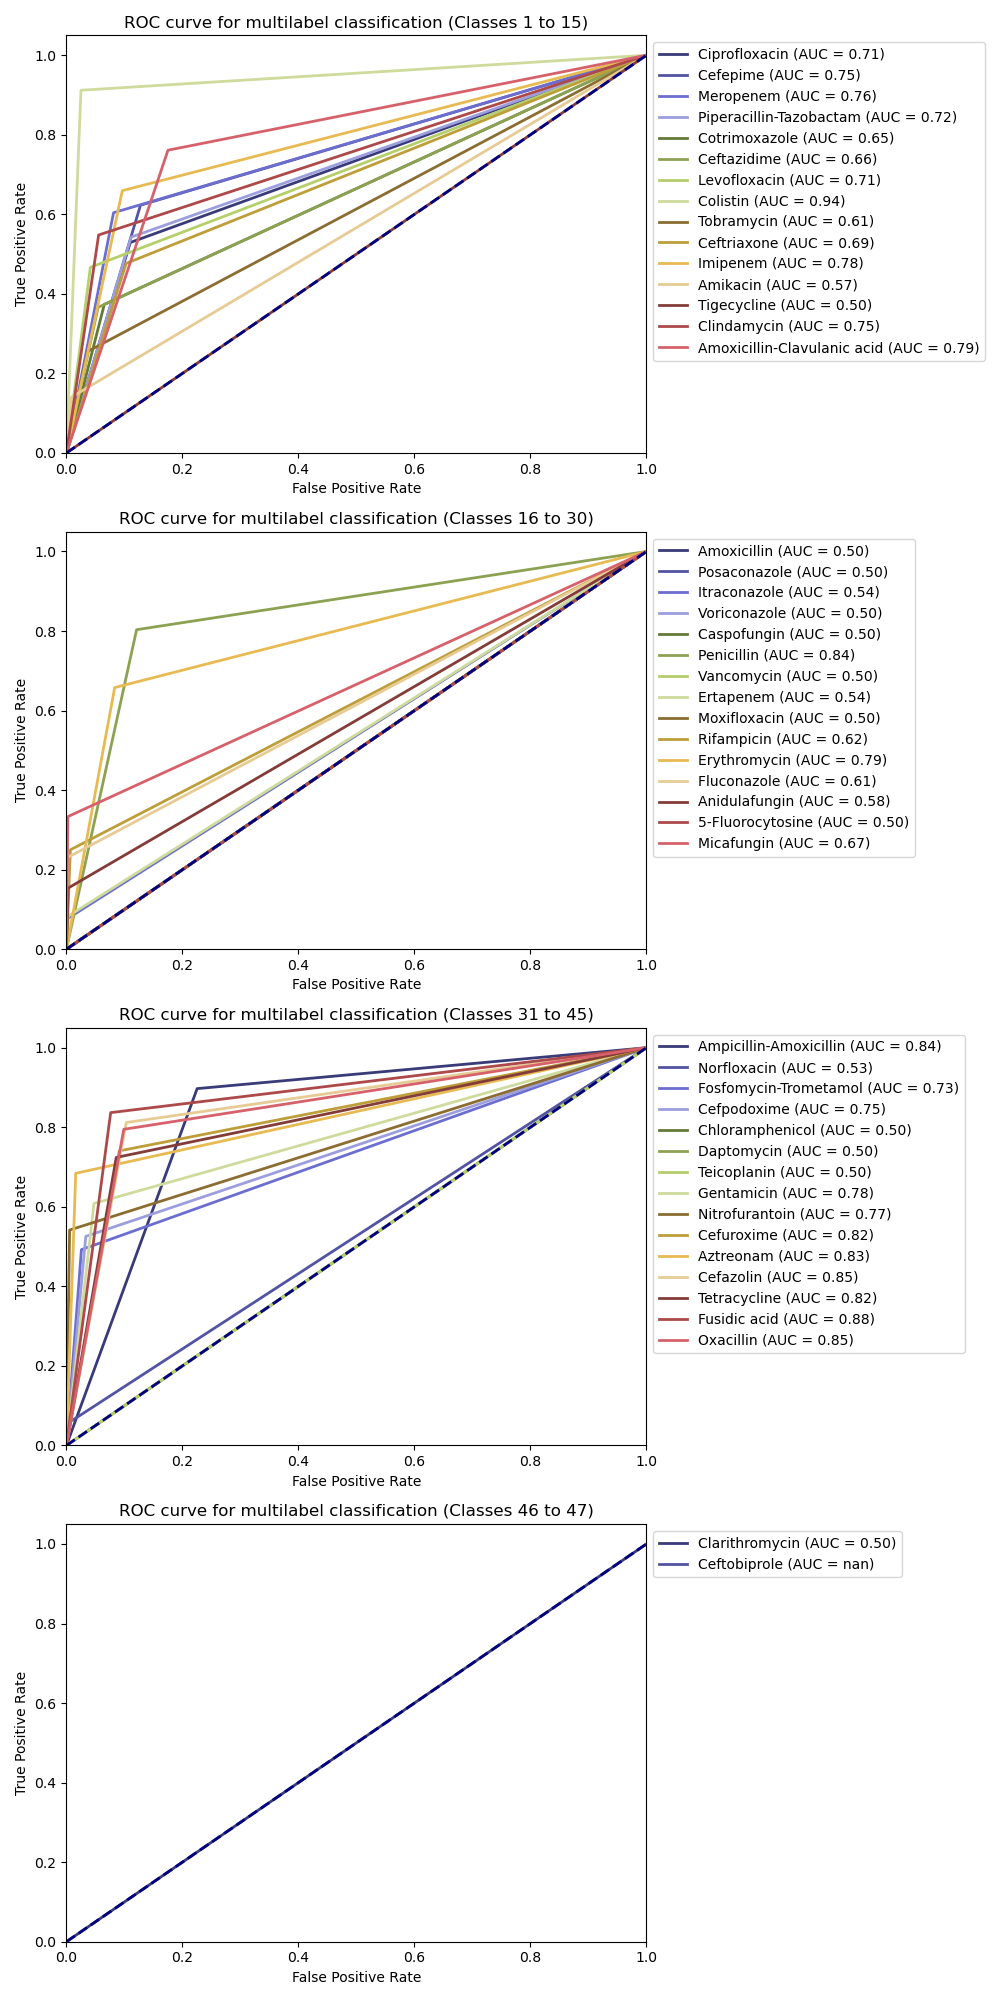 ROC curve for multilabel classification (Classes 1 to 15)
1.0
0.8
0.6
0.4
0.2
0.0
True Positive Rate
0.0 0.2 0.4 0.6 0.8 1.0
False Positive Rate
Ciprofloxacin (AUC = 0.71)
Cefepime (AUC = 0.75)
Meropenem (AUC = 0.76)
Piperacillin-Tazobactam (AUC = 0.72)
Cotrimoxazole (AUC = 0.65)
Ceftazidime (AUC = 0.66)
Levofloxacin (AUC = 0.71)
Colistin (AUC = 0.94)
Tobramycin (AUC = 0.61)
Ceftriaxone (AUC = 0.69)
Imipenem (AUC = 0.78)
Amikacin (AUC = 0.57)
Tigecycline (AUC = 0.50)
Clindamycin (AUC = 0.75)
Amoxicillin-Clavulanic acid (AUC = 0.79)
ROC curve for multilabel classification (Classes 16 to 30)
1.0
0.8
0.6
0.4
0.2
0.0
True Positive Rate
0.0 0.2 0.4 0.6 0.8 1.0
False Positive Rate
Amoxicillin (AUC = 0.50)
Posaconazole (AUC = 0.50)
Itraconazole (AUC = 0.54)
Voriconazole (AUC = 0.50)
Caspofungin (AUC = 0.50)
Penicillin (AUC = 0.84)
Vancomycin (AUC = 0.50)
Ertapenem (AUC = 0.54)
Moxifloxacin (AUC = 0.50)
Rifampicin (AUC = 0.62)
Erythromycin (AUC = 0.79)
Fluconazole (AUC = 0.61)
Anidulafungin (AUC = 0.58)
5-Fluorocytosine (AUC = 0.50)
Micafungin (AUC = 0.67)
ROC curve for multilabel classification (Classes 31 to 45)
1.0
0.8
0.6
0.4
0.2
0.0
True Positive Rate
0.0 0.2 0.4 0.6 0.8 1.0
False Positive Rate
Ampicillin-Amoxicillin (AUC = 0.84)
Norfloxacin (AUC = 0.53)
Fosfomycin-Trometamol (AUC = 0.73)
Cefpodoxime (AUC = 0.75)
Chloramphenicol (AUC = 0.50)
Daptomycin (AUC = 0.50)
Teicoplanin (AUC = 0.50)
Gentamicin (AUC = 0.78)
Nitrofurantoin (AUC = 0.77)
Cefuroxime (AUC = 0.82)
Aztreonam (AUC = 0.83)
Cefazolin (AUC = 0.85)
Tetracycline (AUC = 0.82)
Fusidic acid (AUC = 0.88)
Oxacillin (AUC = 0.85)
ROC curve for multilabel classification (Classes 46 to 47)
1.0
0.8
0.6
0.4
0.2
0.0
True Positive Rate
0.0 0.2 0.4 0.6 0.8 1.0
False Positive Rate
Clarithromycin (AUC = 0.50)
Ceftobiprole (AUC = nan)